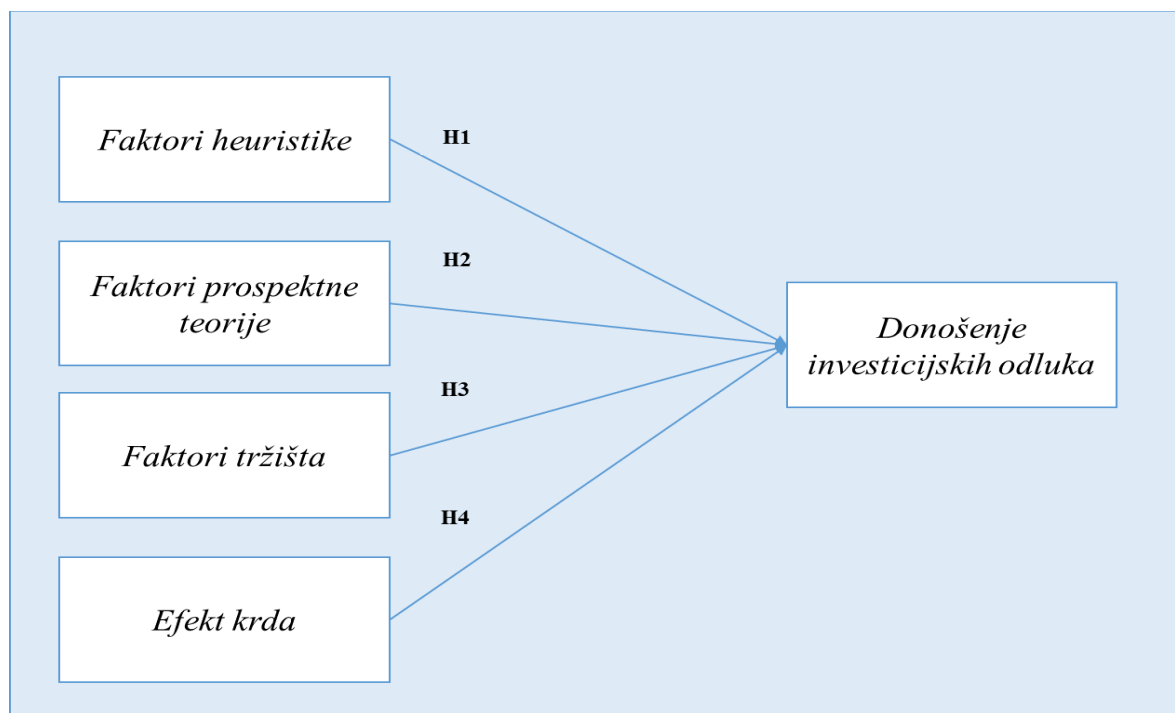 Faktori heuristike
H1
Faktori prospektne
teorije
H2
Faktori tržišta
H3
Efekt krda
H4
Donošenje
investicijskih odluka